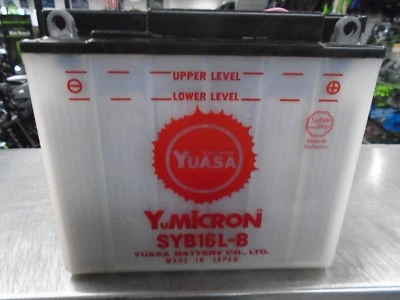 UPPER LEVEL
LOWER LEVEL
YUASA
YuMICRON
SYB16L-B
YUASA BATTERY CO., LTD.
MADE IN JAPAN